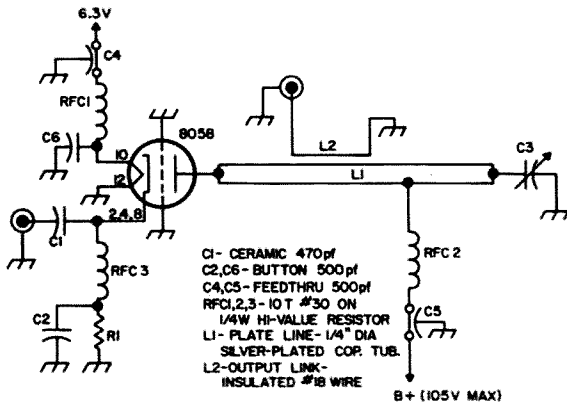 6.3V
C4
RFC1
8058
C6
10
12
L2
C3
L1
2,4,8
C1
RFC 3
RFC 2
C2
R1
C5
C1- CERAMIC 470pf
C2,C6- BUTTON 500pf
C4,C5- FEEDTHRU 500pf
RFC1,2,3-10 T #30 ON
1/4W HI-VALUE RESISTOR
L1- PLATE LINE- 1/4" DIA
SILVER-PLATED COP. TUB.
L2-OUTPUT LINK-
INSULATED #18 WIRE
B+ (105V MAX)